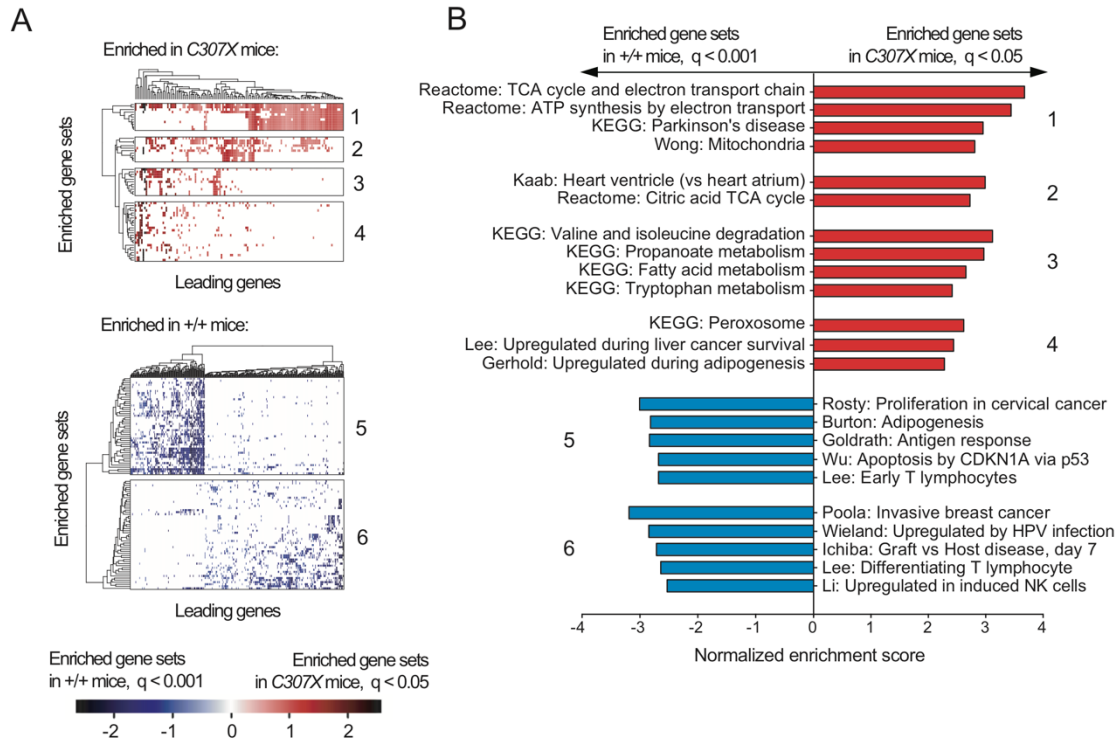 A
Enriched in C307X mice:
Enriched gene sets
1
2
3
4
Leading genes
Enriched in +/+ mice:
Enriched gene sets
5
6
Leading genes
Enriched gene sets
in +/+ mice, q < 0.001
Enriched gene sets
in C307X mice, q < 0.05
-2
-1
0
1
2
B
Enriched gene sets
in +/+ mice, q < 0.001
Enriched gene sets
in C307X mice, q < 0.05
Reactome: TCA cycle and electron transport chain
Reactome: ATP synthesis by electron transport
KEGG: Parkinson's disease
Wong: Mitochondria
1
Kaab: Heart ventricle (vs heart atrium)
Reactome: Citric acid TCA cycle
2
KEGG: Valine and isoleucine degradation
KEGG: Propanoate metabolism
KEGG: Fatty acid metabolism
KEGG: Tryptophan metabolism
3
KEGG: Peroxosome
Lee: Upregulated during liver cancer survival
Gerhold: Upregulated during adipogenesis
4
5
Rosty: Proliferation in cervical cancer
Burton: Adipogenesis
Goldrath: Antigen response
Wu: Apoptosis by CDKN1A via p53
Lee: Early T lymphocytes
6
Poola: Invasive breast cancer
Wieland: Upregulated by HPV infection
Ichiba: Graft vs Host disease, day 7
Lee: Differentiating T lymphocyte
Li: Upregulated in induced NK cells
-4
-3
-2
-1
0
1
2
3
4
Normalized enrichment score